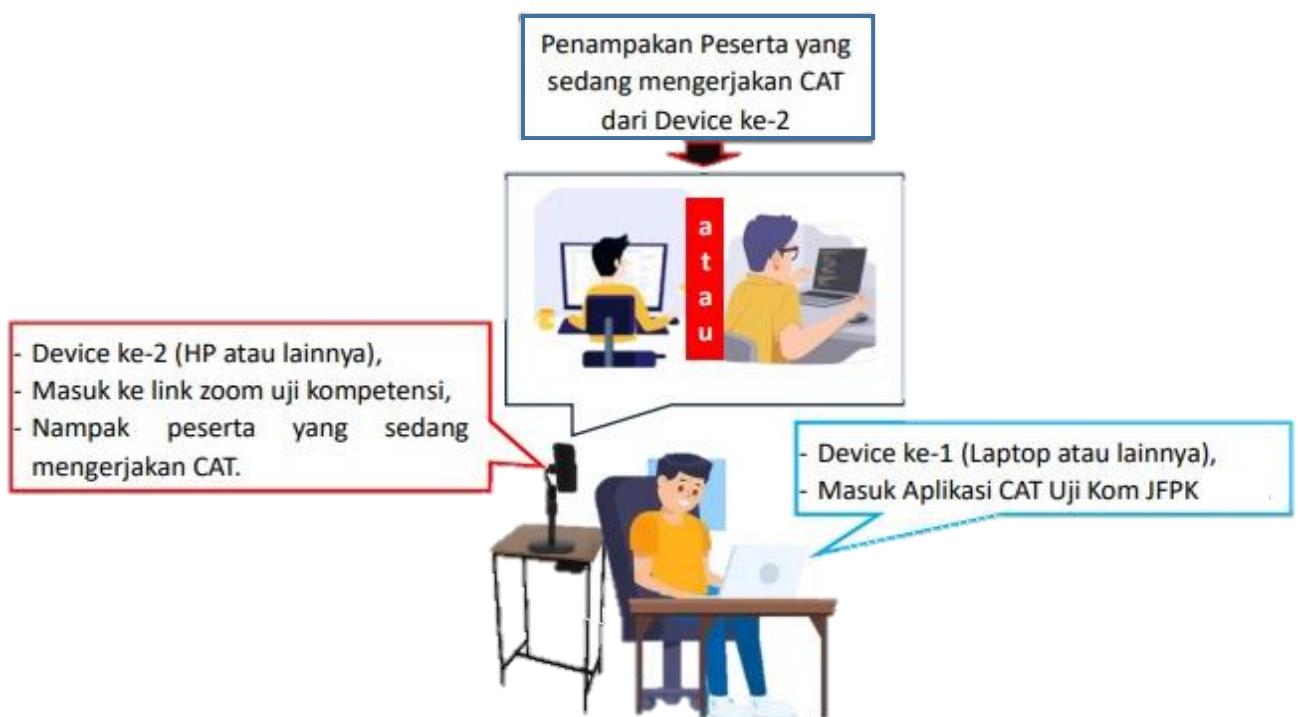 Penampakan Peserta yang
sedang mengerjakan CAT
dari Device ke-2
a
t
a
u
- Device ke-2 (HP atau lainnya),
- Masuk ke link zoom uji kompetensi,
- Nampak peserta yang sedang
mengerjakan CAT.
- Device ke-1 (Laptop atau lainnya),
- Masuk Aplikasi CAT Uji Kom JFPK